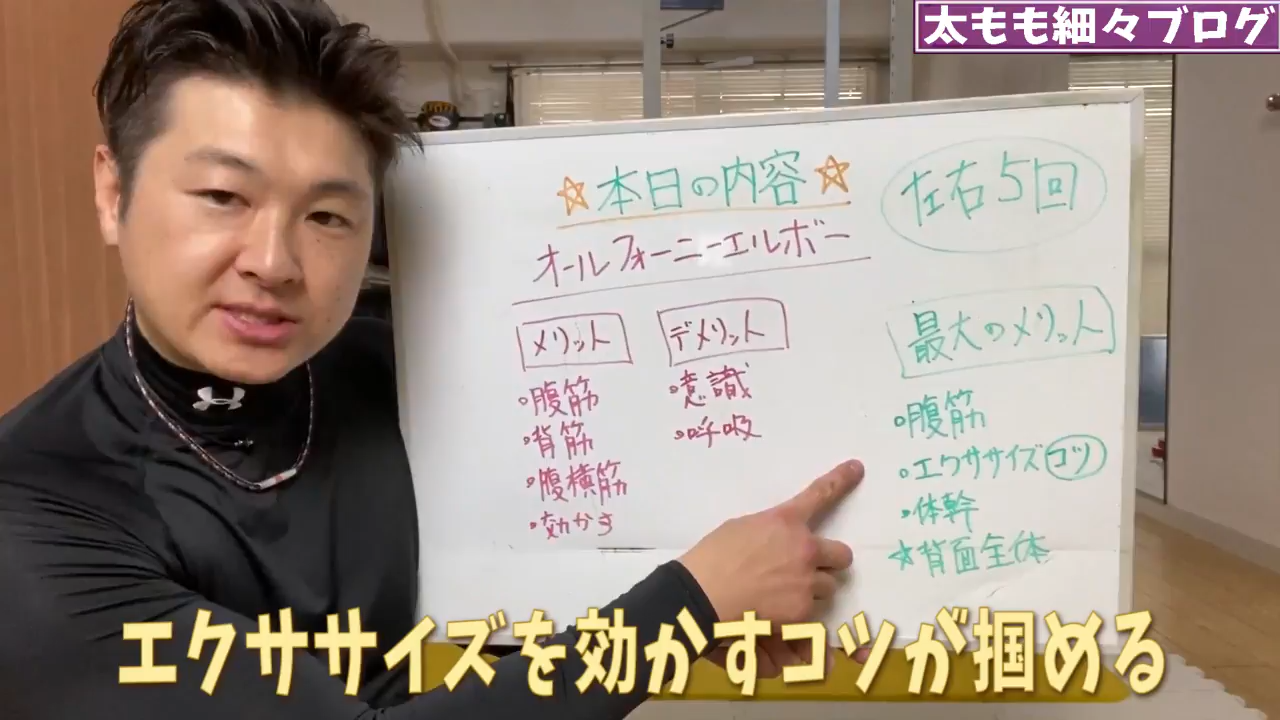 太もも細々ブログ
☆本日の内容☆
左右5回
オールフォーニーエルボー
メリット
・腹筋
・背筋
・腹横筋
・効かす
デメリット
・意識
・呼吸
最大のメリット
・腹筋
・エクササイズコツ
・体幹
☆背面全体
エクササイズを効かすコツが掴める